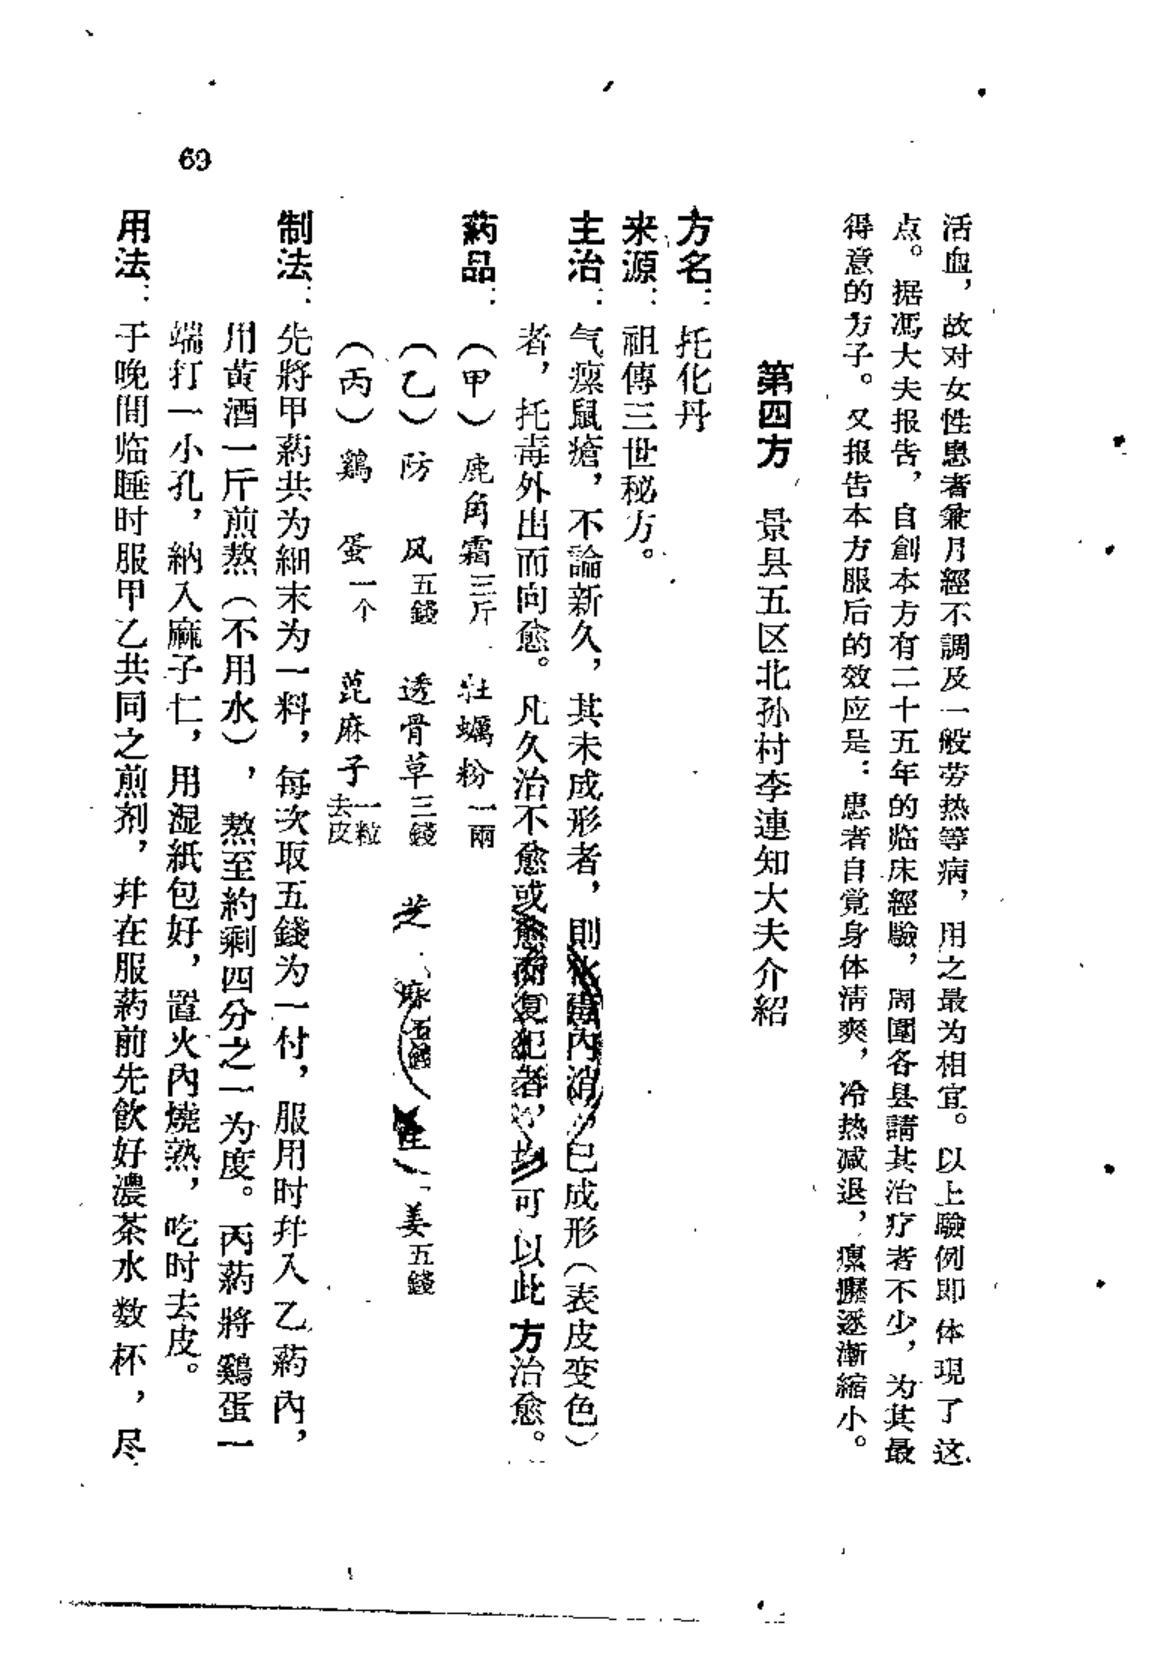 活血，故对女性患者兼月經不調及一般劳热等病，用之最为相宜。以上驗例即体現了这
点。据馮大夫报告，自創本方有二十五年的临床經驗，周圍各县請其治疗者不少，为其最
得意的方子。又报告本方服后的效应是：患者自覚身体清爽，冷热减退，瘰癧逐漸縮小。
第四方　景县五区北孙村李連知大夫介紹
方名：托化丹
来源：祖傳三世秘方。
主治：气瘰鼠瘡，不論新久，其未成形者，則化瘀内消，已成形（表皮变色）
者，托毒外出而向愈。凡久治不愈或愈而复犯者，均可以此方治愈。
药品：（甲）鹿角霜三斤　牡蠣粉一兩
（乙）防　风五錢　透骨草三錢　芝　麻五錢　生　姜五錢
（丙）鷄　蛋一个　蓖麻子一粒去皮
制法：先將甲葯共为細末为一料，每次取五錢为一付，服用时幷入乙葯內，
用黄酒一斤煎熬（不用水），熬至約剩四分之一为度。丙葯將鷄蛋一
端打一小孔，納入麻子仁，用湿紙包好，置火內燒熟，吃时去皮。
用法：于晚間临睡时服甲乙共同之煎剂，幷在服葯前先飲好濃茶水数杯，尽
69